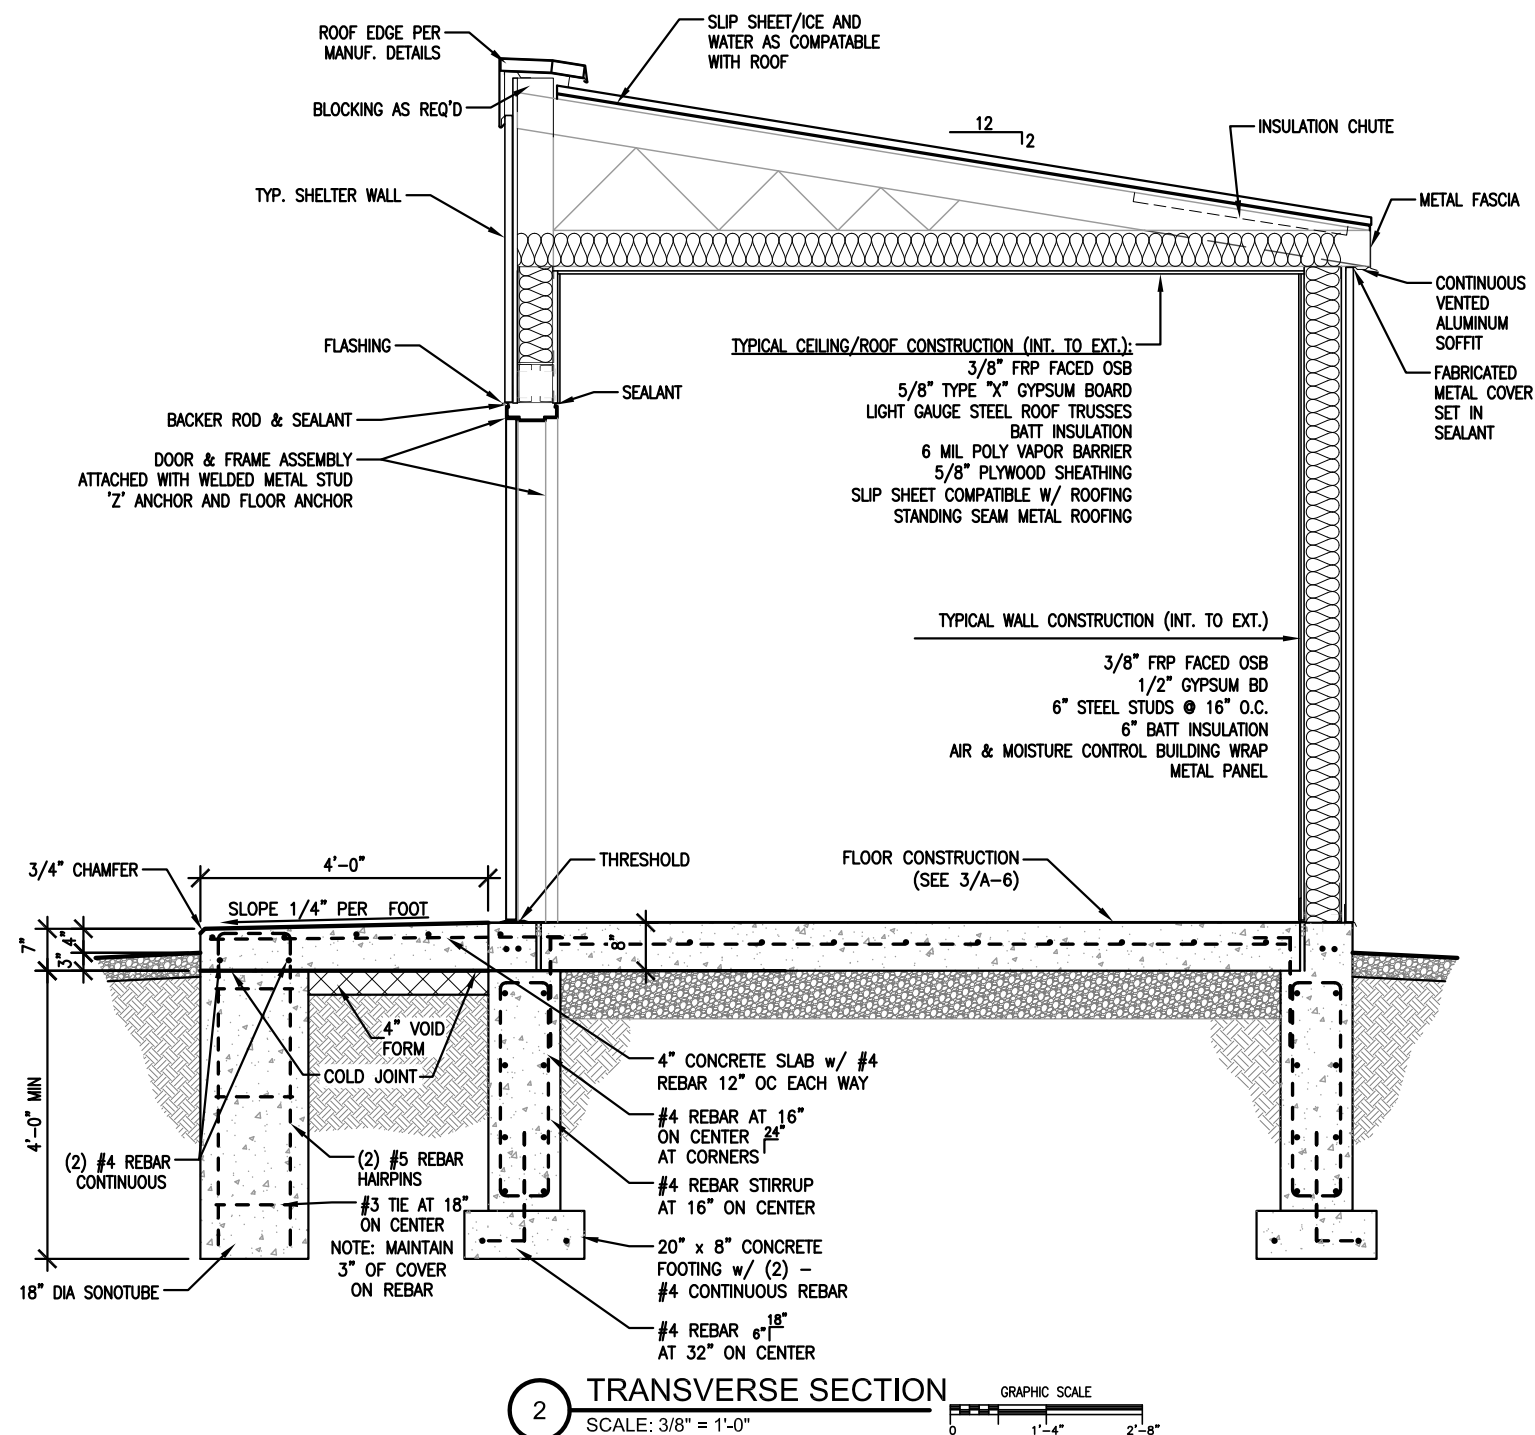 ROOF EDGE PER
MANUF. DETAILS
SLIP SHEET/ICE AND
WATER AS COMPATABLE
WITH ROOF
BLOCKING AS REQ'D
12
2
INSULATION CHUTE
TYP. SHELTER WALL
METAL FASCIA
CONTINUOUS
VENTED
ALUMINUM
SOFFIT
FLASHING
TYPICAL CEILING/ROOF CONSTRUCTION (INT. TO EXT.):
3/8" FRP FACED OSB
5/8" TYPE "X" GYPSUM BOARD
LIGHT GAUGE STEEL ROOF TRUSSES
BATT INSULATION
6 MIL POLY VAPOR BARRIER
5/8" PLYWOOD SHEATHING
SLIP SHEET COMPATIBLE W/ ROOFING
STANDING SEAM METAL ROOFING
FABRICATED
METAL COVER
SET IN
SEALANT
SEALANT
BACKER ROD & SEALANT
DOOR & FRAME ASSEMBLY
ATTACHED WITH WELDED METAL STUD
'Z' ANCHOR AND FLOOR ANCHOR
TYPICAL WALL CONSTRUCTION (INT. TO EXT.)
3/8" FRP FACED OSB
1/2" GYPSUM BD
6" STEEL STUDS @ 16" O.C.
6" BATT INSULATION
AIR & MOISTURE CONTROL BUILDING WRAP
METAL PANEL
3/4" CHAMFER
4'-0"
THRESHOLD
FLOOR CONSTRUCTION
(SEE 3/A-6)
SLOPE 1/4" PER FOOT
7"
4"
3"
8"
4" VOID
FORM
COLD JOINT
4'-0" MIN
4" CONCRETE SLAB w/ #4
REBAR 12" OC EACH WAY
#4 REBAR AT 16"
ON CENTER 24"
AT CORNERS
(2) #4 REBAR
CONTINUOUS
(2) #5 REBAR
HAIRPINS
#4 REBAR STIRRUP
AT 16" ON CENTER
#3 TIE AT 18"
ON CENTER
NOTE: MAINTAIN
3" OF COVER
ON REBAR
20" x 8" CONCRETE
FOOTING w/ (2) -
#4 CONTINUOUS REBAR
18" DIA SONOTUBE
#4 REBAR 6" 18"
AT 32" ON CENTER
2
TRANSVERSE SECTION
SCALE: 3/8" = 1'-0"
GRAPHIC SCALE
0 1'-4" 2'-8"